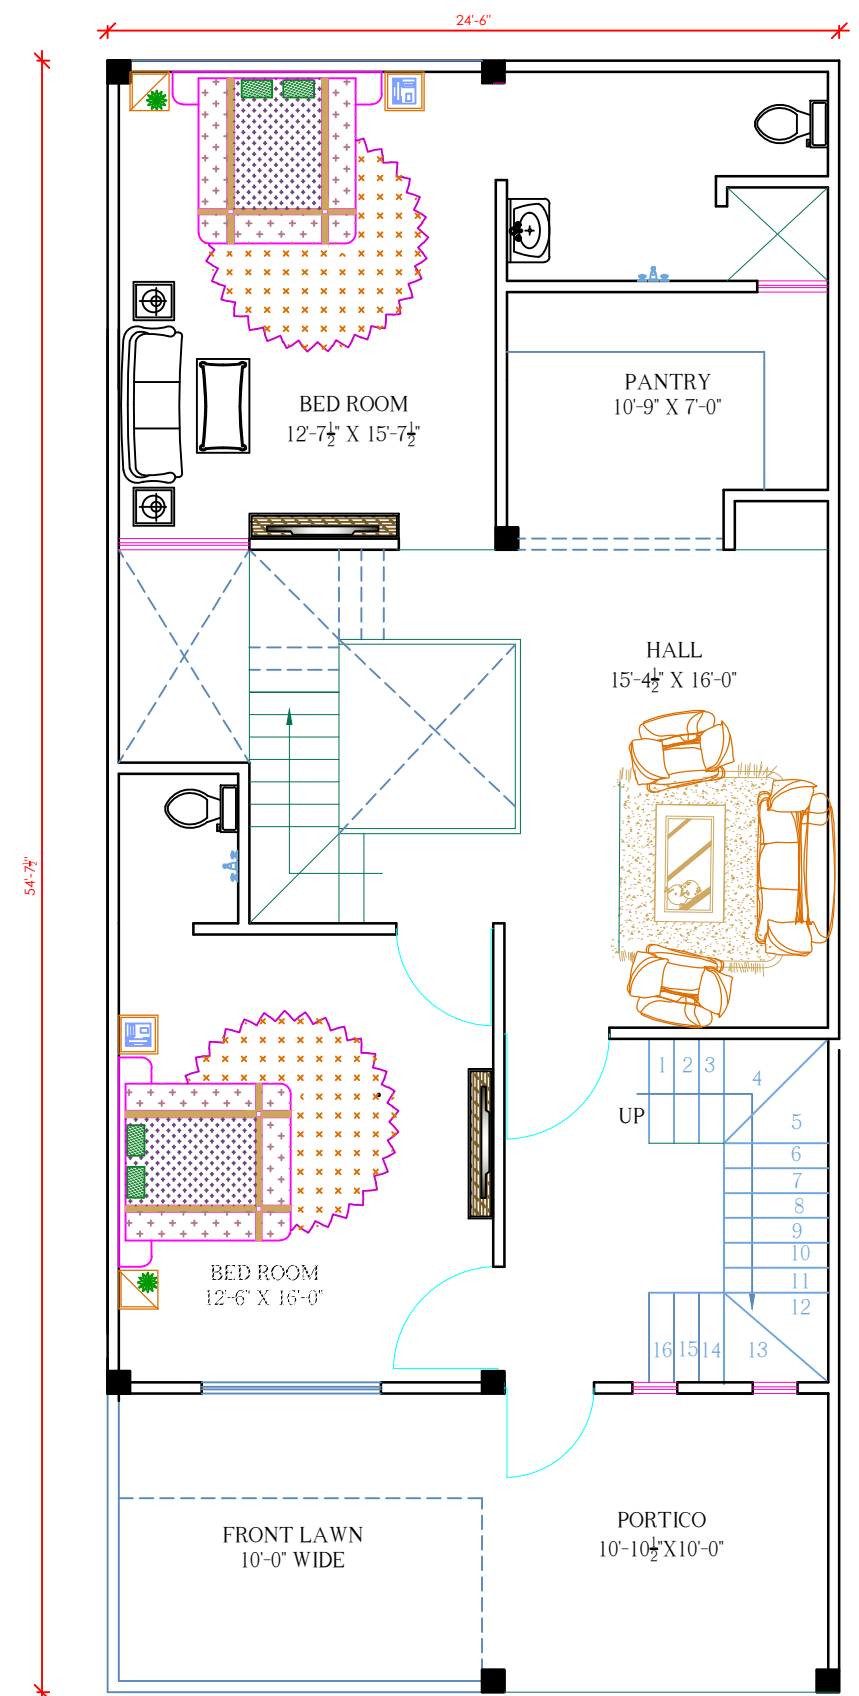 24'-6"
PANTRY
10'-9" X 7'-0"
BED ROOM
12'-7½" X 15'-7½"
HALL
15'-4½" X 16'-0"
54'-7½"
1 2 3 4
UP
5
6
7
8
9
10
11
12
16 15 14 13
BED ROOM
12'-6" X 16'-0"
PORTICO
10'-10½"X10'-0"
FRONT LAWN
10'-0" WIDE